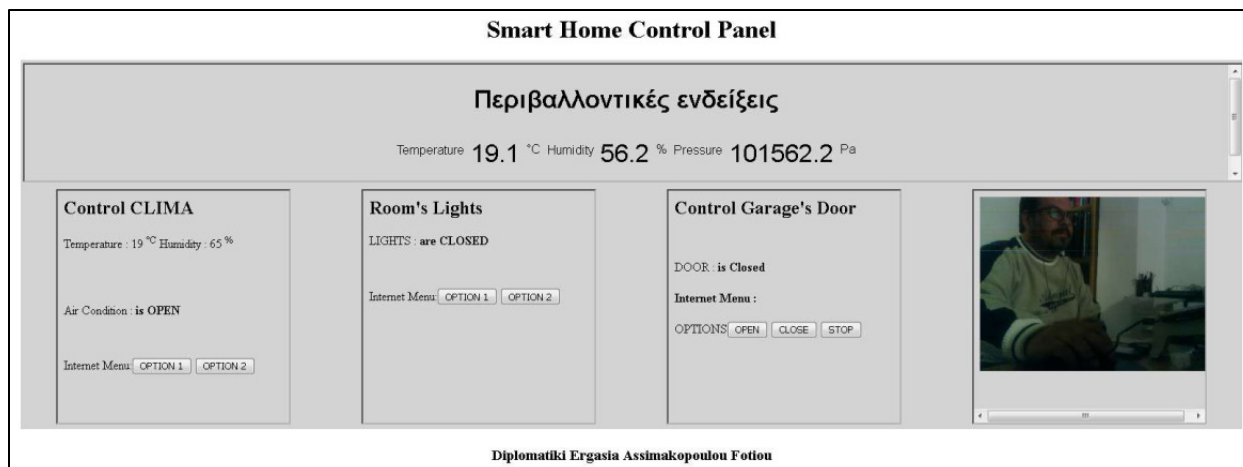 Smart Home Control Panel
Περιβαλλοντικές ενδείξεις
Temperature 19.1 °C Humidity 56.2 % Pressure 101562.2 Pa
Control CLIMA
Temperature : 19 °C Humidity : 65 %
Air Condition : is OPEN
Internet Menu: OPTION 1 OPTION 2
Room's Lights
LIGHTS : are CLOSED
Internet Menu: OPTION 1 OPTION 2
Control Garage's Door
DOOR : is Closed
Internet Menu :
OPTIONS OPEN CLOSE STOP
Diplomatiki Ergasia Assimakopoulou Fotiou